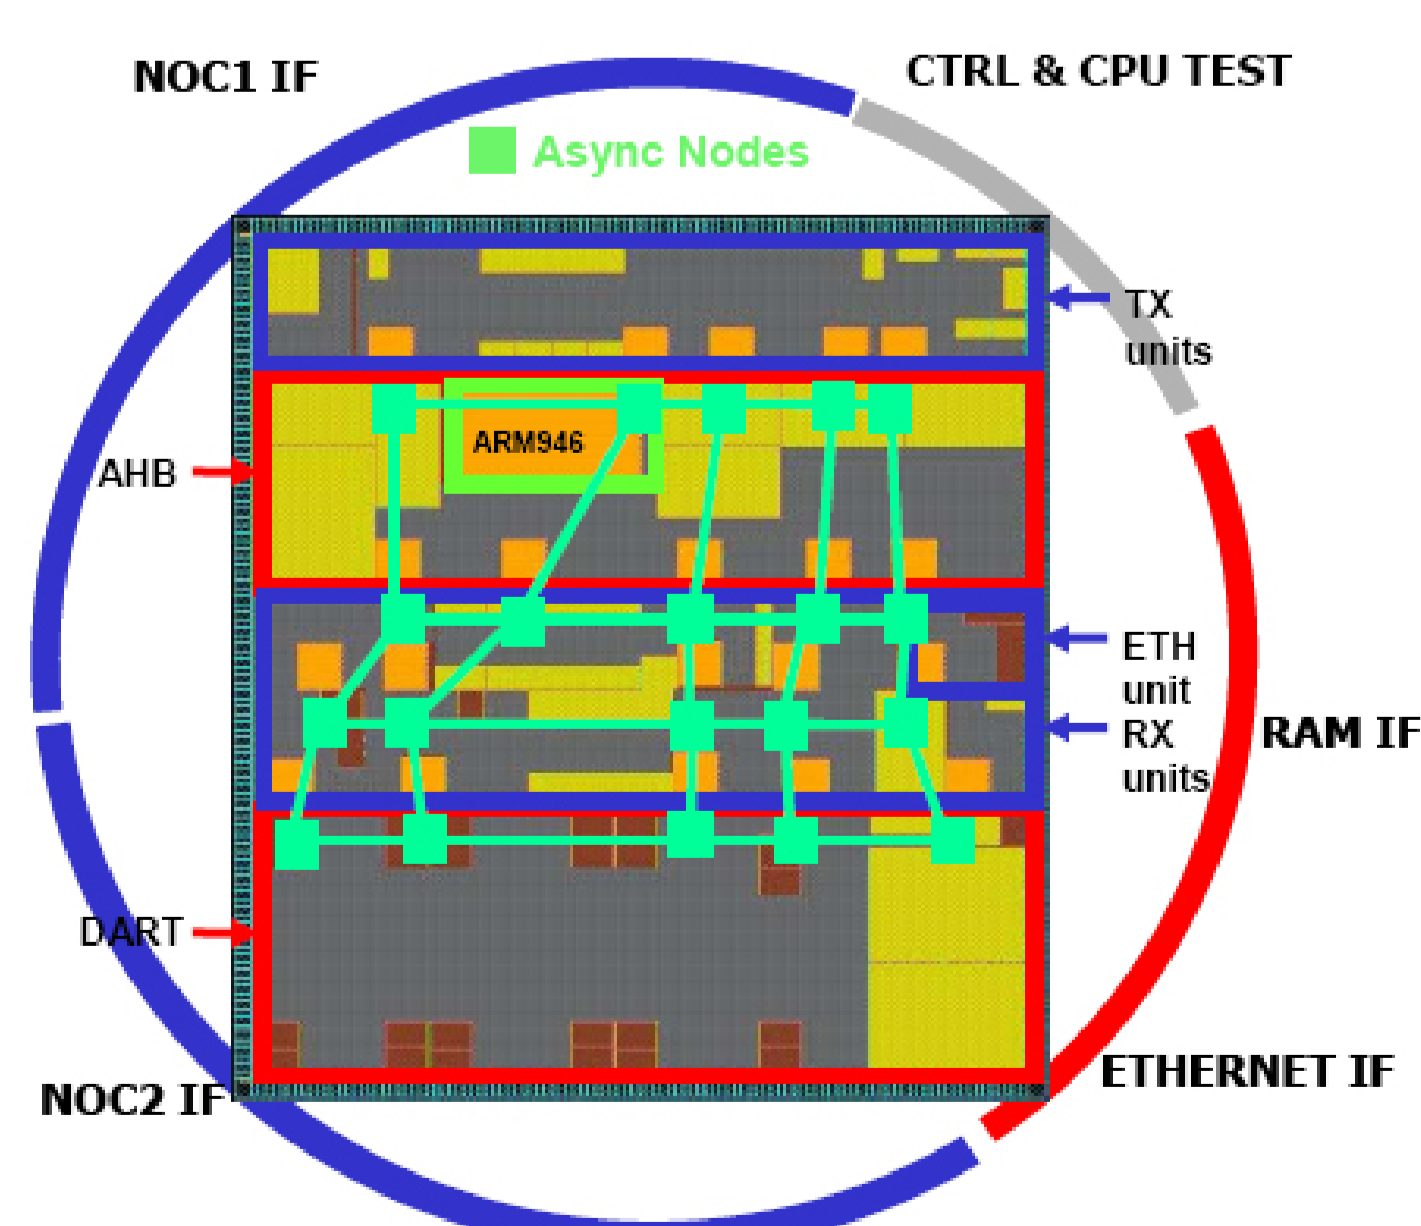 NOC1 IF
CTRL & CPU TEST
Async Nodes
TX
units
ARM946
AHB
ETH
unit
RX
units
RAM IF
DART
NOC2 IF
ETHERNET IF